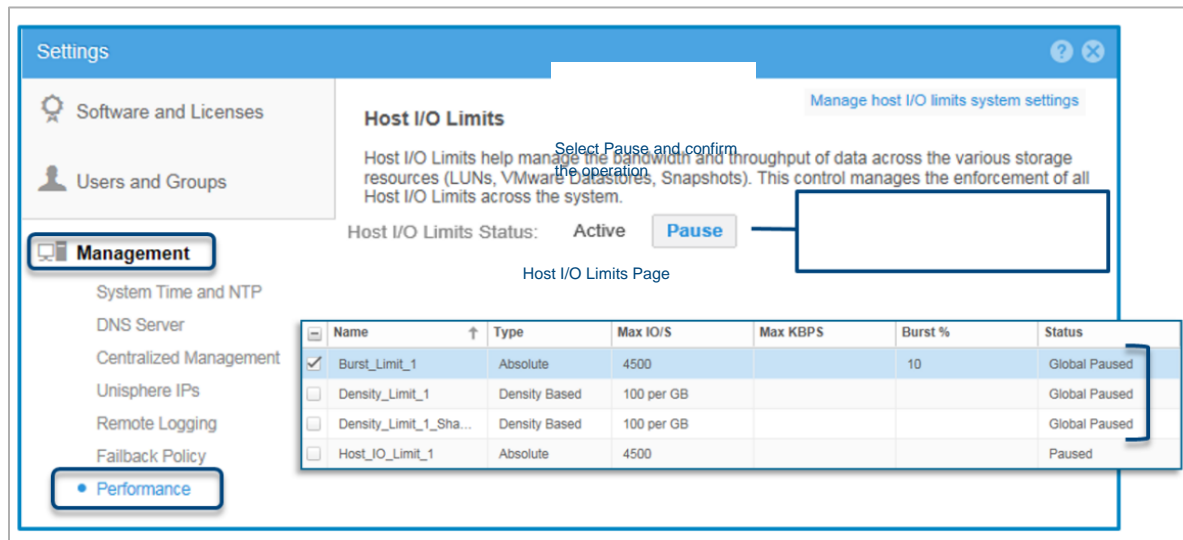 Settings
Software and Licenses
Users and Groups
Management
System Time and NTP
DNS Server
Centralized Management
Unisphere IPs
Remote Logging
Failback Policy
Performance
Manage host I/O limits system settings
Host I/O Limits
Select Pause and confirm
the operation
Host I/O Limits help manage the bandwidth and throughput of data across the various storage
resources (LUNs, VMware Datastores, Snapshots). This control manages the enforcement of all
Host I/O Limits across the system.
Host I/O Limits Status: Active Pause
Host I/O Limits Page
Name Type Max IO/S Max KBPS Burst % Status
Burst_Limit_1 Absolute 4500 10 Global Paused
Density_Limit_1 Density Based 100 per GB Global Paused
Density_Limit_1_Sha... Density Based 100 per GB Global Paused
Host_IO_Limit_1 Absolute 4500 Paused